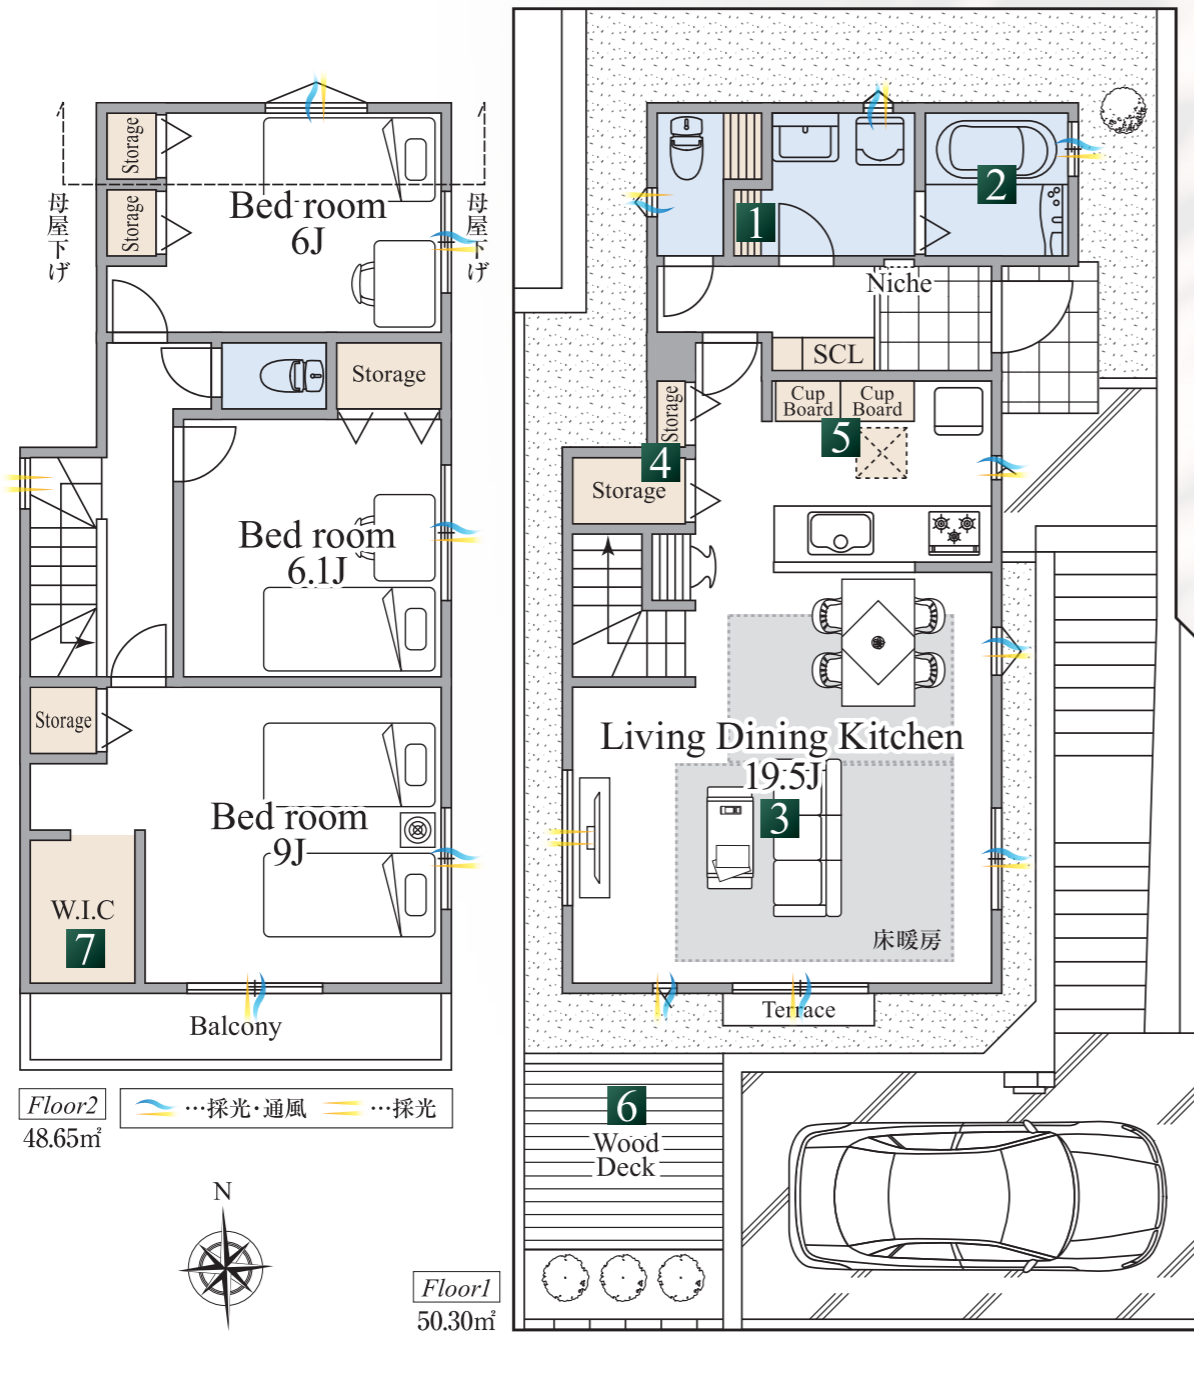 Storage
Storage
Bed room
6J
母屋下げ
母屋下げ
Storage
Bed room
6.1J
Storage
Bed room
9J
W.I.C
7
Balcony
Floor2
48.65㎡
…採光・通風
…採光
N
Floor1
50.30㎡
1
2
Niche
SCL
Cup
Board
Cup
Board
5
Storage
4
Storage
Living Dining Kitchen
19.5J
3
床暖房
Terrace
6
Wood
Deck